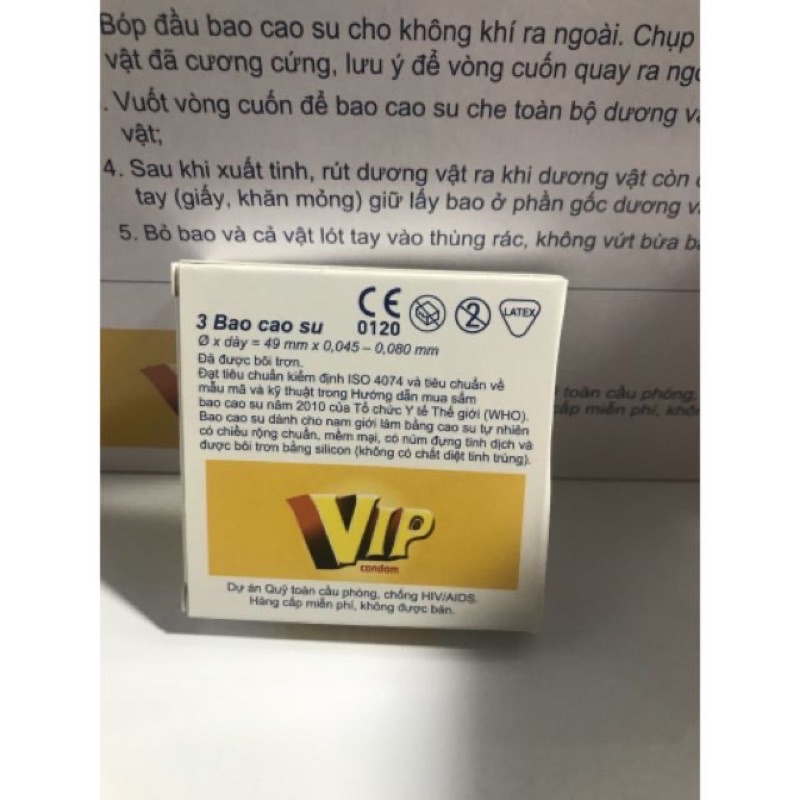 Bóp đầu bao cao su cho không khí ra ngoài. Chụp
vật đã cương cứng, lưu ý để vòng cuốn quay ra
. Vuốt vòng cuốn để bao cao su che toàn bộ dương
vật;
4. Sau khi xuất tinh, rút dương vật ra khi dương vật còn
tay (giấy, khăn mỏng) giữ lấy bao ở phần gốc dương
5. Bỏ bao và cả vật lót tay vào thùng rác, không vứt bừa
3 Bao cao su
CE
0120
2
LATEX
Ø x dày = 49 mm x 0,045 – 0,080 mm
Đã được bôi trơn.
Đạt tiêu chuẩn kiểm định ISO 4074 và tiêu chuẩn về
mẫu mã và kỹ thuật trong Hướng dẫn mua sắm
bao cao su năm 2010 của Tổ chức Y tế Thế giới (WHO).
Bao cao su dành cho nam giới làm bằng cao su tự nhiên
có chiều rộng chuẩn, mềm mại, có núm đựng tinh dịch và
được bôi trơn bằng silicon (không có chất diệt tinh trùng).
VIP
condom
Dự án Quỹ toàn cầu phòng, chống HIV/AIDS.
Hàng cấp miễn phí, không được bán.
toàn cầu phòng,
cấp miễn phí,